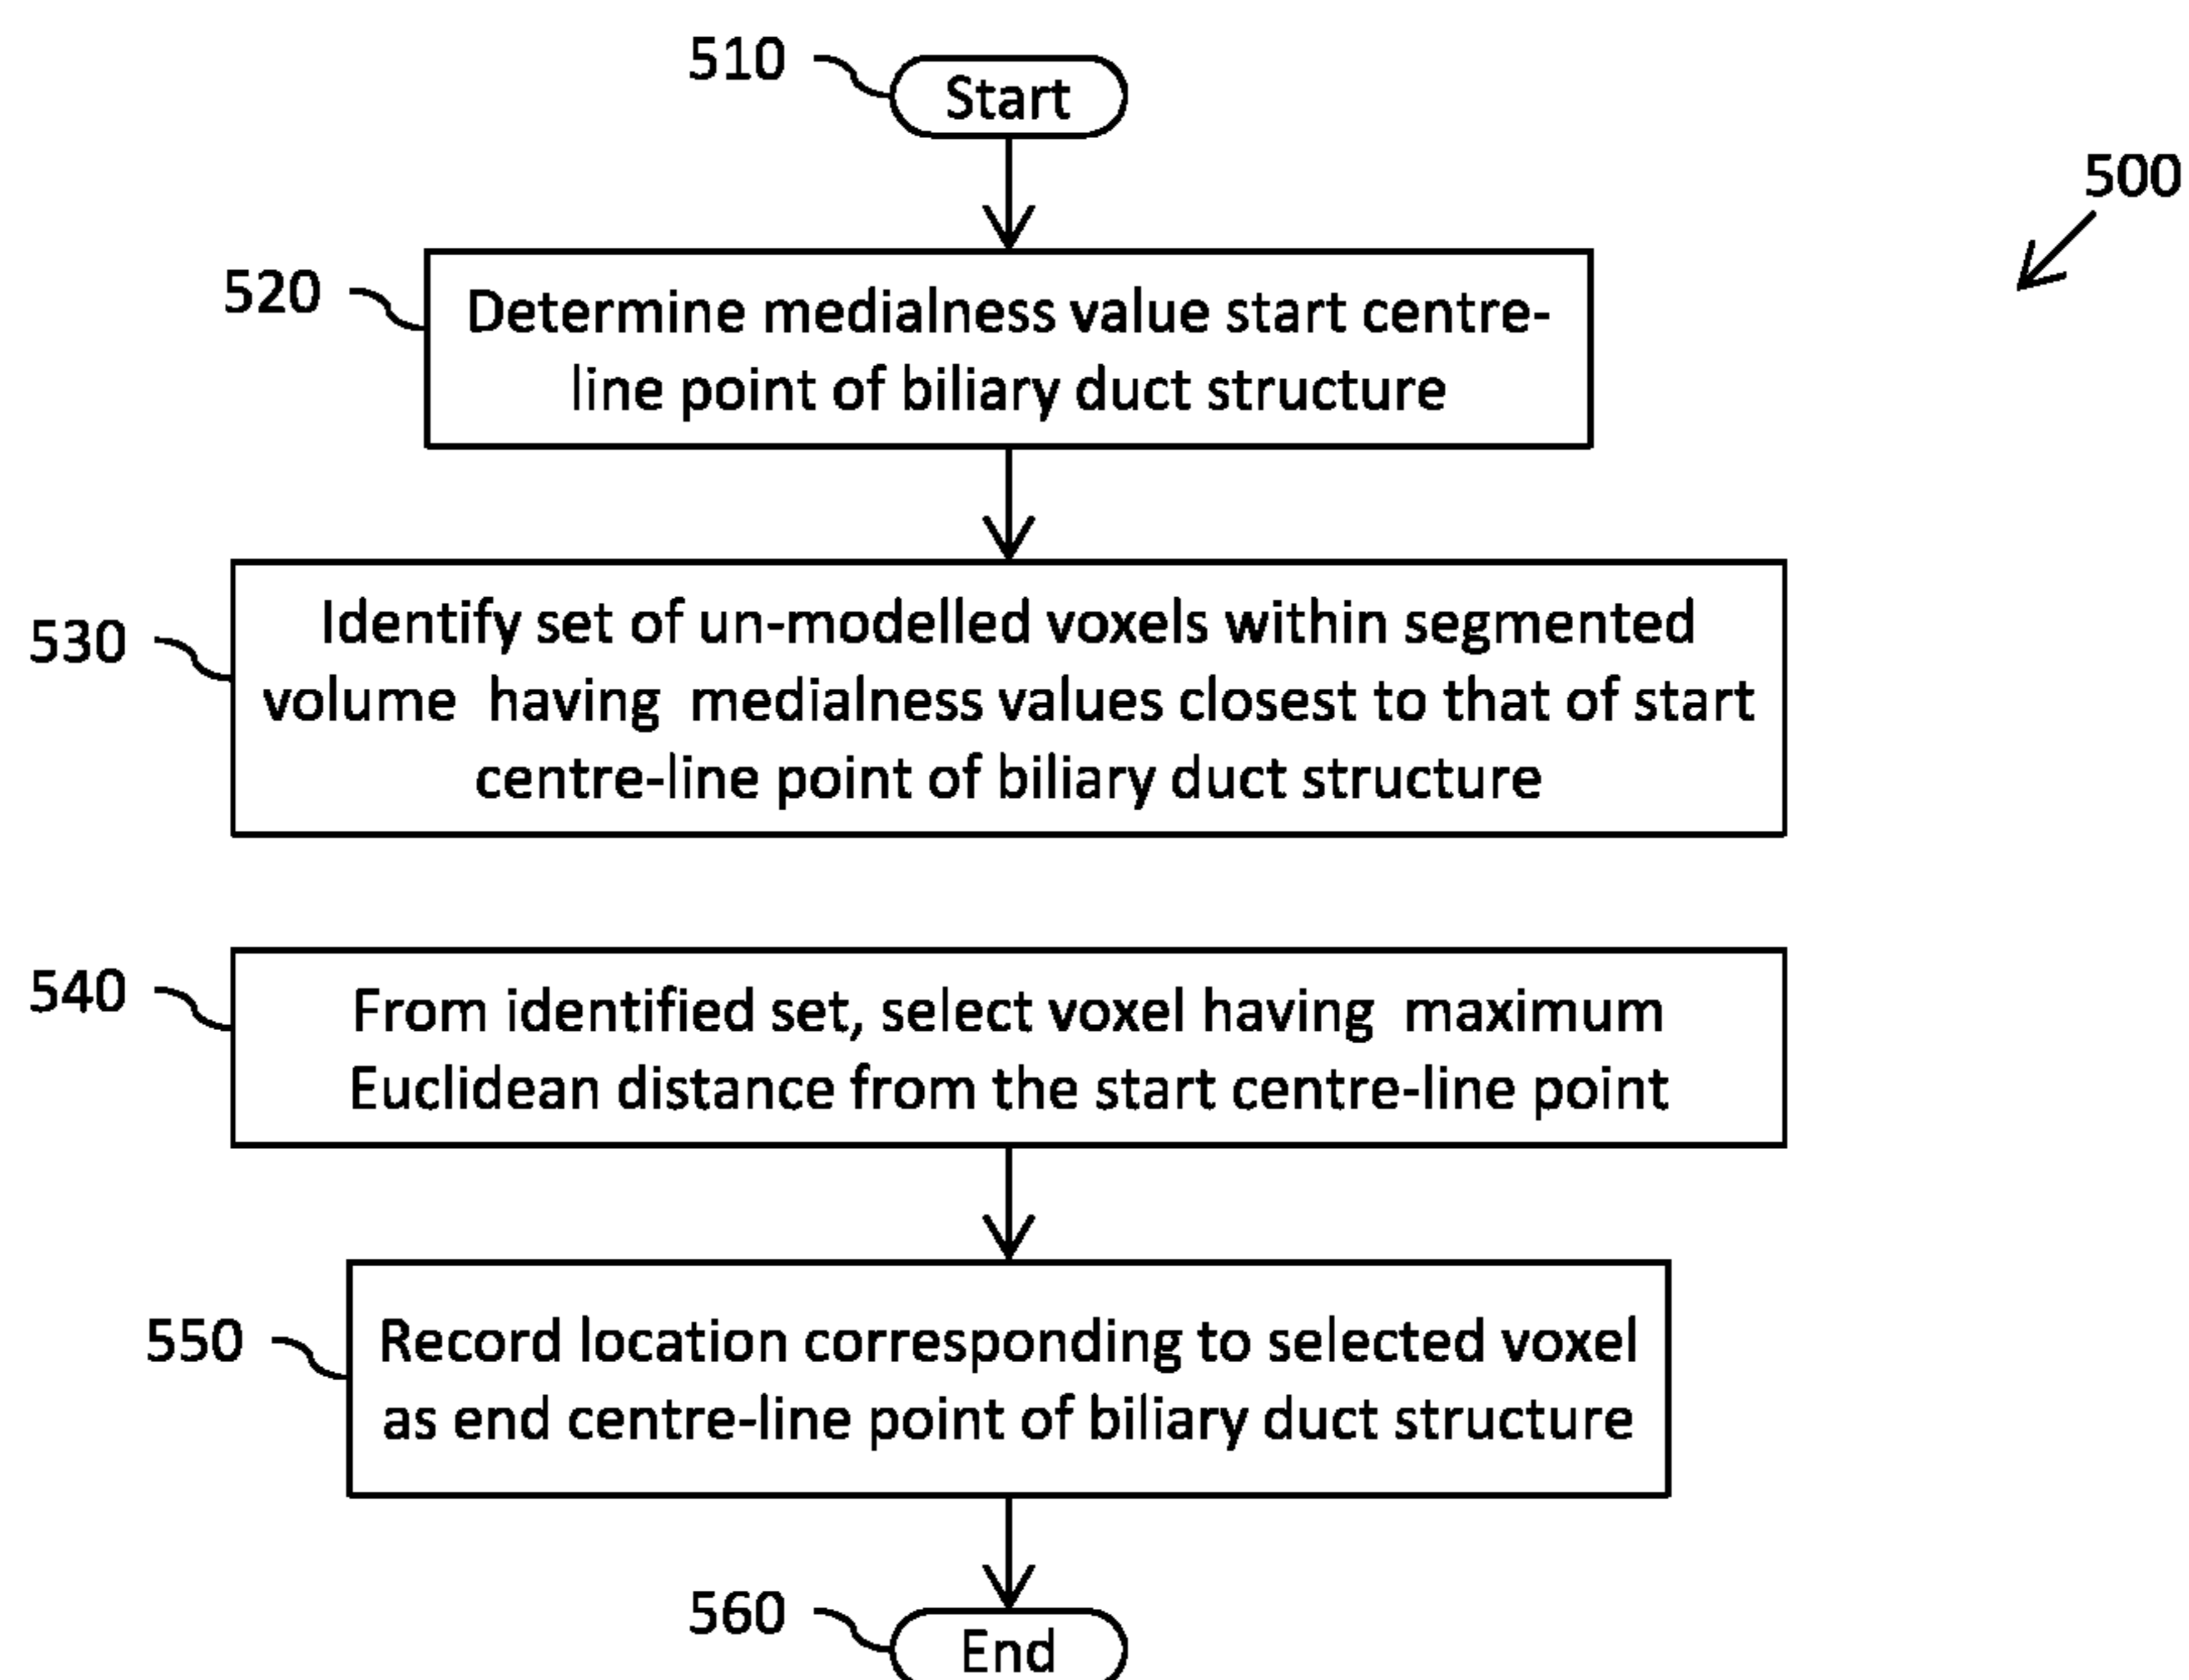 510
Start
500
520
Determine medialness value start centre-
line point of biliary duct structure
530
Identify set of un-modelled voxels within segmented
volume having medialness values closest to that of start
centre-line point of biliary duct structure
540
From identified set, select voxel having maximum
Euclidean distance from the start centre-line point
550
Record location corresponding to selected voxel
as end centre-line point of biliary duct structure
560
End